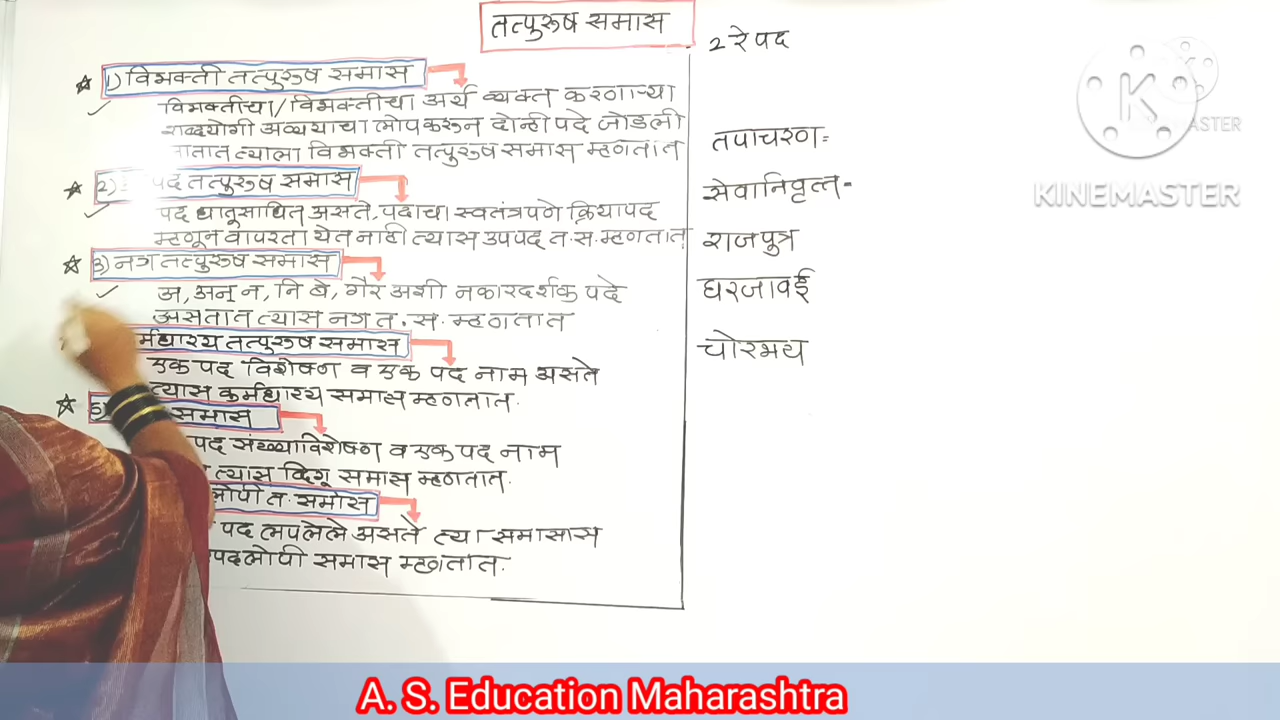 तत्पुरूष समास
1) विभक्ती तत्पुरूष समास
विभक्तीचा/विभक्तीचा अर्थ व्यक्त करणाऱ्या
शब्दयोगी अव्ययाचा लोप करून दोन्ही पदे जोडली
जातात त्याला विभक्ती तत्पुरूष समास म्हणतात
2) पद तत्पुरूष समास
पद धातूसाधित असते, पदाचा स्वतंत्रपणे क्रियापद
म्हणून वापरता येत नाही त्यास उपपद त.स.म्हणतात
3) नञ तत्पुरूष समास
अ, अन् न, नि बे, गैर अशी नकारदर्शक पदे
असतात त्यास नञ त. स. म्हणतात
र्मधारय तत्पुरूष समास
एक पद विशेषण व एक पद नाम असते
त्यास कर्मधारय समास म्हणतात.
5) समास
पद संख्याविशेषण व एक पद नाम
त्यास द्विगू समास म्हणतात.
लोपी त. समास
पद लपलेले असते त्या समासास
पदलोपी समास म्हणतात.
2 रे पद
तपाचरण=
सेवानिवृत्त-
राजपुत्र
घरजावई
चोरभय
K
KINEMASTER
A. S. Education Maharashtra